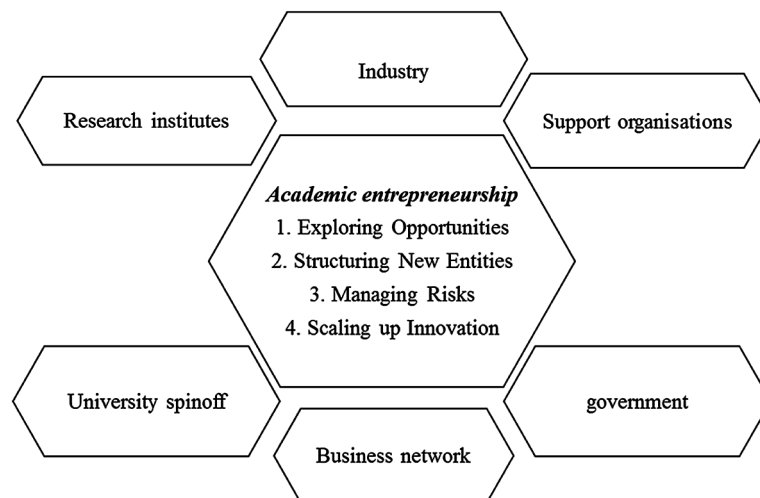 Industry
Research institutes
Support organisations
Academic entrepreneurship
1. Exploring Opportunities
2. Structuring New Entities
3. Managing Risks
4. Scaling up Innovation
University spinoff
government
Business network